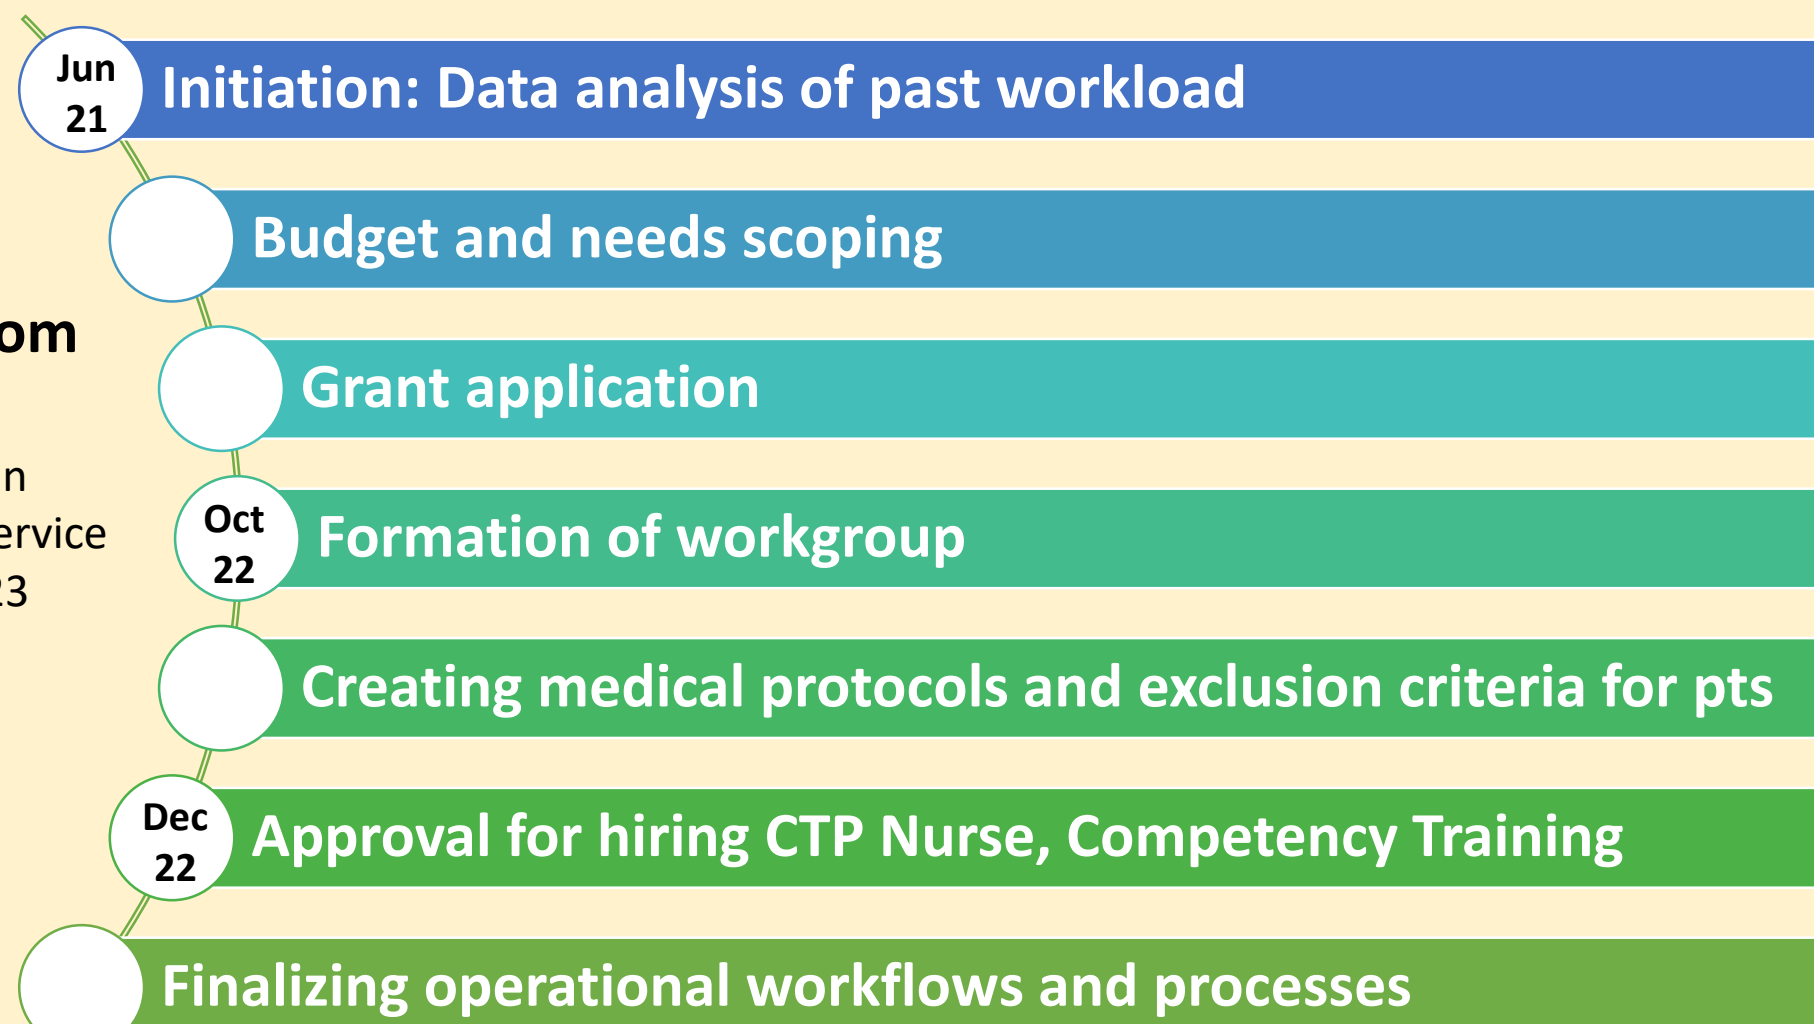 Jun
21
Initiation: Data analysis of past workload
Budget and needs scoping
Grant application
Oct
22
Formation of workgroup
Creating medical protocols and exclusion criteria for pts
Dec
22
Approval for hiring CTP Nurse, Competency Training
Finalizing operational workflows and processes
om
n
ervice
23